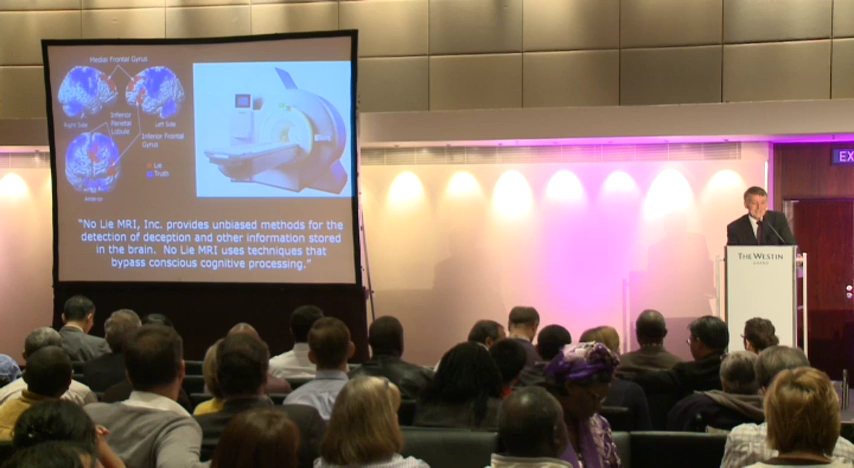 Medial Frontal Gyrus
Right Side
Left Side
Inferior
Parietal
Lobule
Inferior Frontal
Gyrus
Lie
Truth
Anterior
"No Lie MRI, Inc. provides unbiased methods for the
detection of deception and other information stored
in the brain. No Lie MRI uses techniques that
bypass conscious cognitive processing."
THE WESTIN
EX